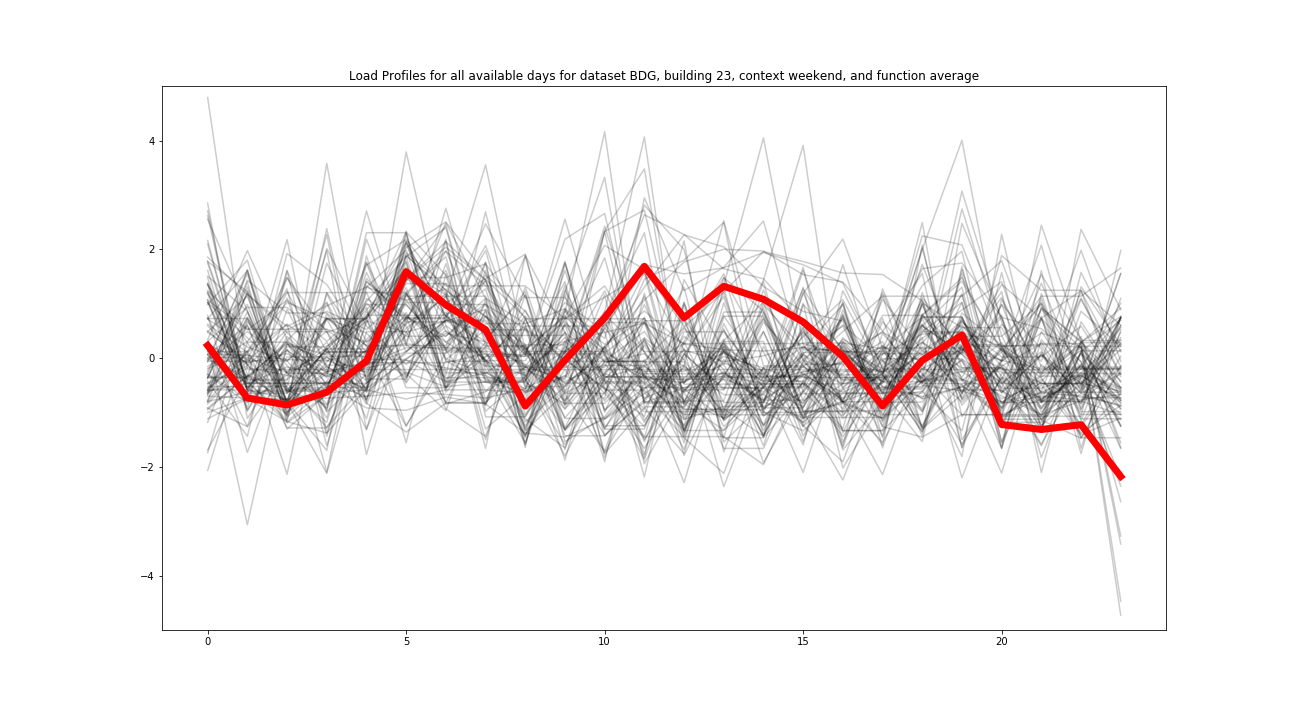 Load Profiles for all available days for dataset BDG, building 23, context weekend, and function average
4
2
0
−2
−4
0 5 10 15 20